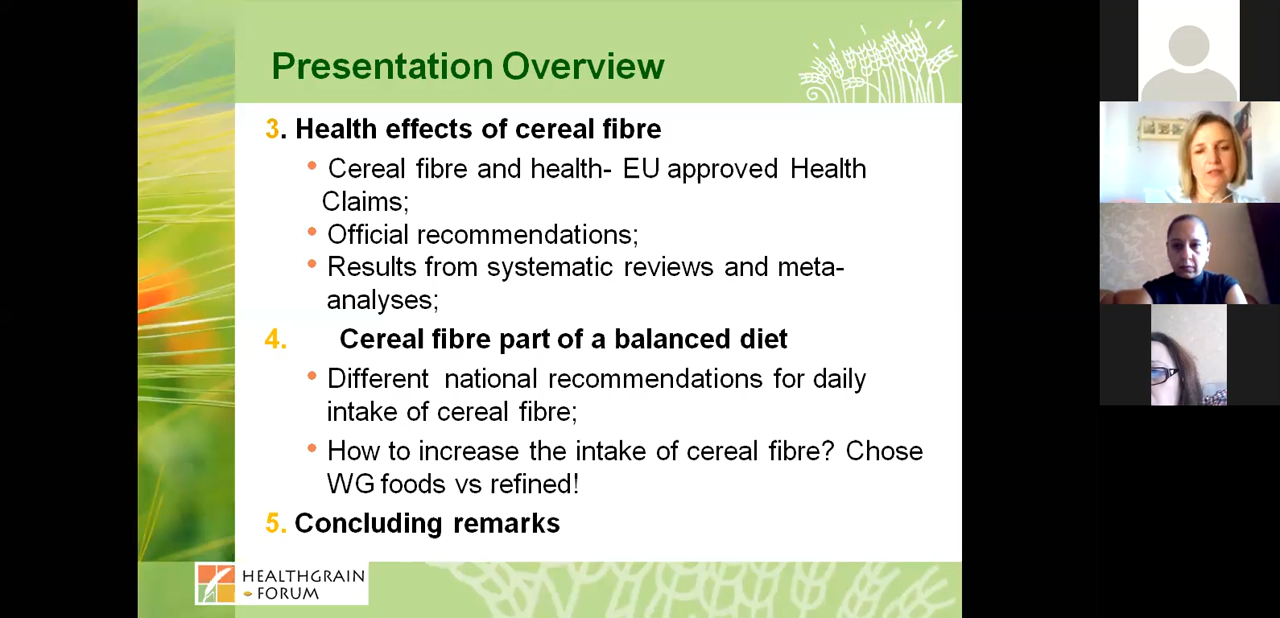 Presentation Overview
3. Health effects of cereal fibre
• Cereal fibre and health- EU approved Health
Claims;
• Official recommendations;
• Results from systematic reviews and meta-
analyses;
4. Cereal fibre part of a balanced diet
• Different national recommendations for daily
intake of cereal fibre;
• How to increase the intake of cereal fibre? Chose
WG foods vs refined!
5. Concluding remarks
HEALTHGRAIN
FORUM